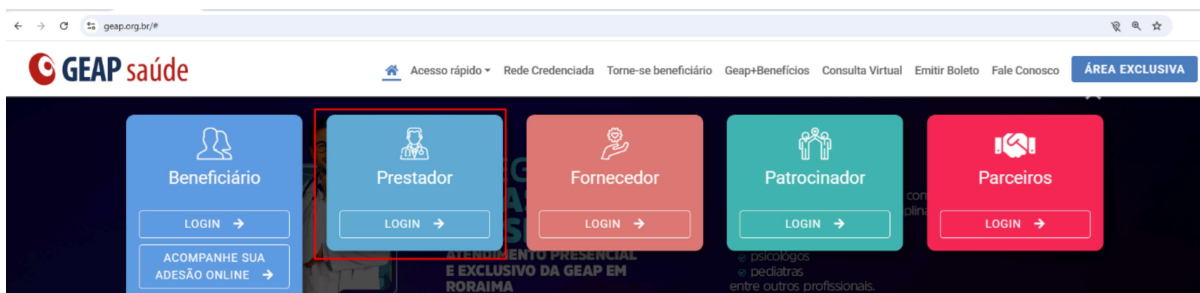 geap.org.br/#
GEAP saúde
Acesso rápido
Rede Credenciada
Torne-se beneficiário
Geap+Benefícios
Consulta Virtual
Emitir Boleto
Fale Conosco
ÁREA EXCLUSIVA
Beneficiário
LOGIN →
ACOMPANHE SUA
ADESÃO ONLINE →
Prestador
LOGIN →
Fornecedor
LOGIN →
Patrocinador
LOGIN →
Parceiros
LOGIN →
ATENDIMENTO PRESENCIAL
E EXCLUSIVO DA GEAP EM
RORAIMA
psicólogos
pediatras
entre outros profissionais.